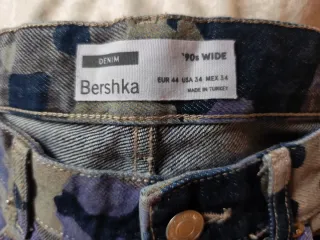 DENIM
'90s WIDE
Bershka
EUR 44 USA 34 MEX 34
MADE IN TURKEY